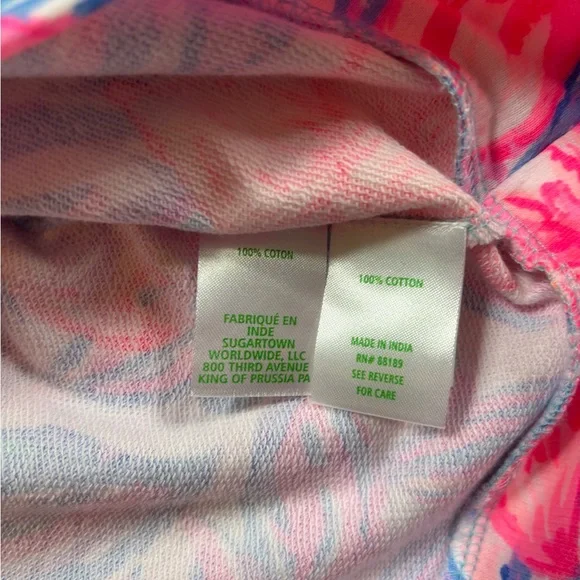 100% COTON
FABRIQUÉ EN
INDE
SUGARTOWN
WORLDWIDE, LLC
800 THIRD AVENUE
KING OF PRUSSIA PA
100% COTTON
MADE IN INDIA
RN# 88189
SEE REVERSE
FOR CARE